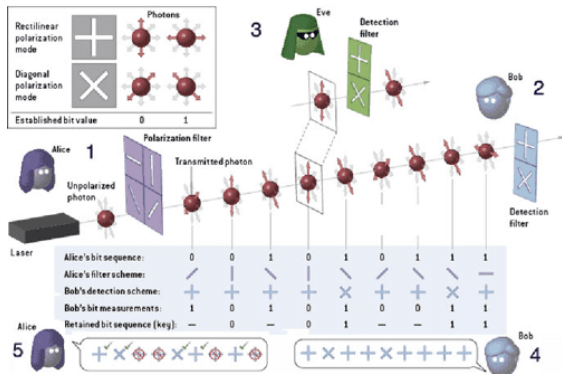 Photons
Rectilinear
polarization
mode
Diagonal
polarization
mode
Established bit value 0 1
3
Eve
Detection
filter
Bob
2
Alice
1
Polarization filter
Unpolarized
photon
Transmitted photon
Laser
Detection
filter
Alice's bit sequence: 0 0 1 0 1 0 1 1 1
Alice's filter scheme:
Bob's detection scheme:
Bob's bit measurements: 1 0 1 0 1 0 0 1 1
Retained bit sequence (key): – 0 – 0 1 – – 1 1
Alice
5
Bob
4